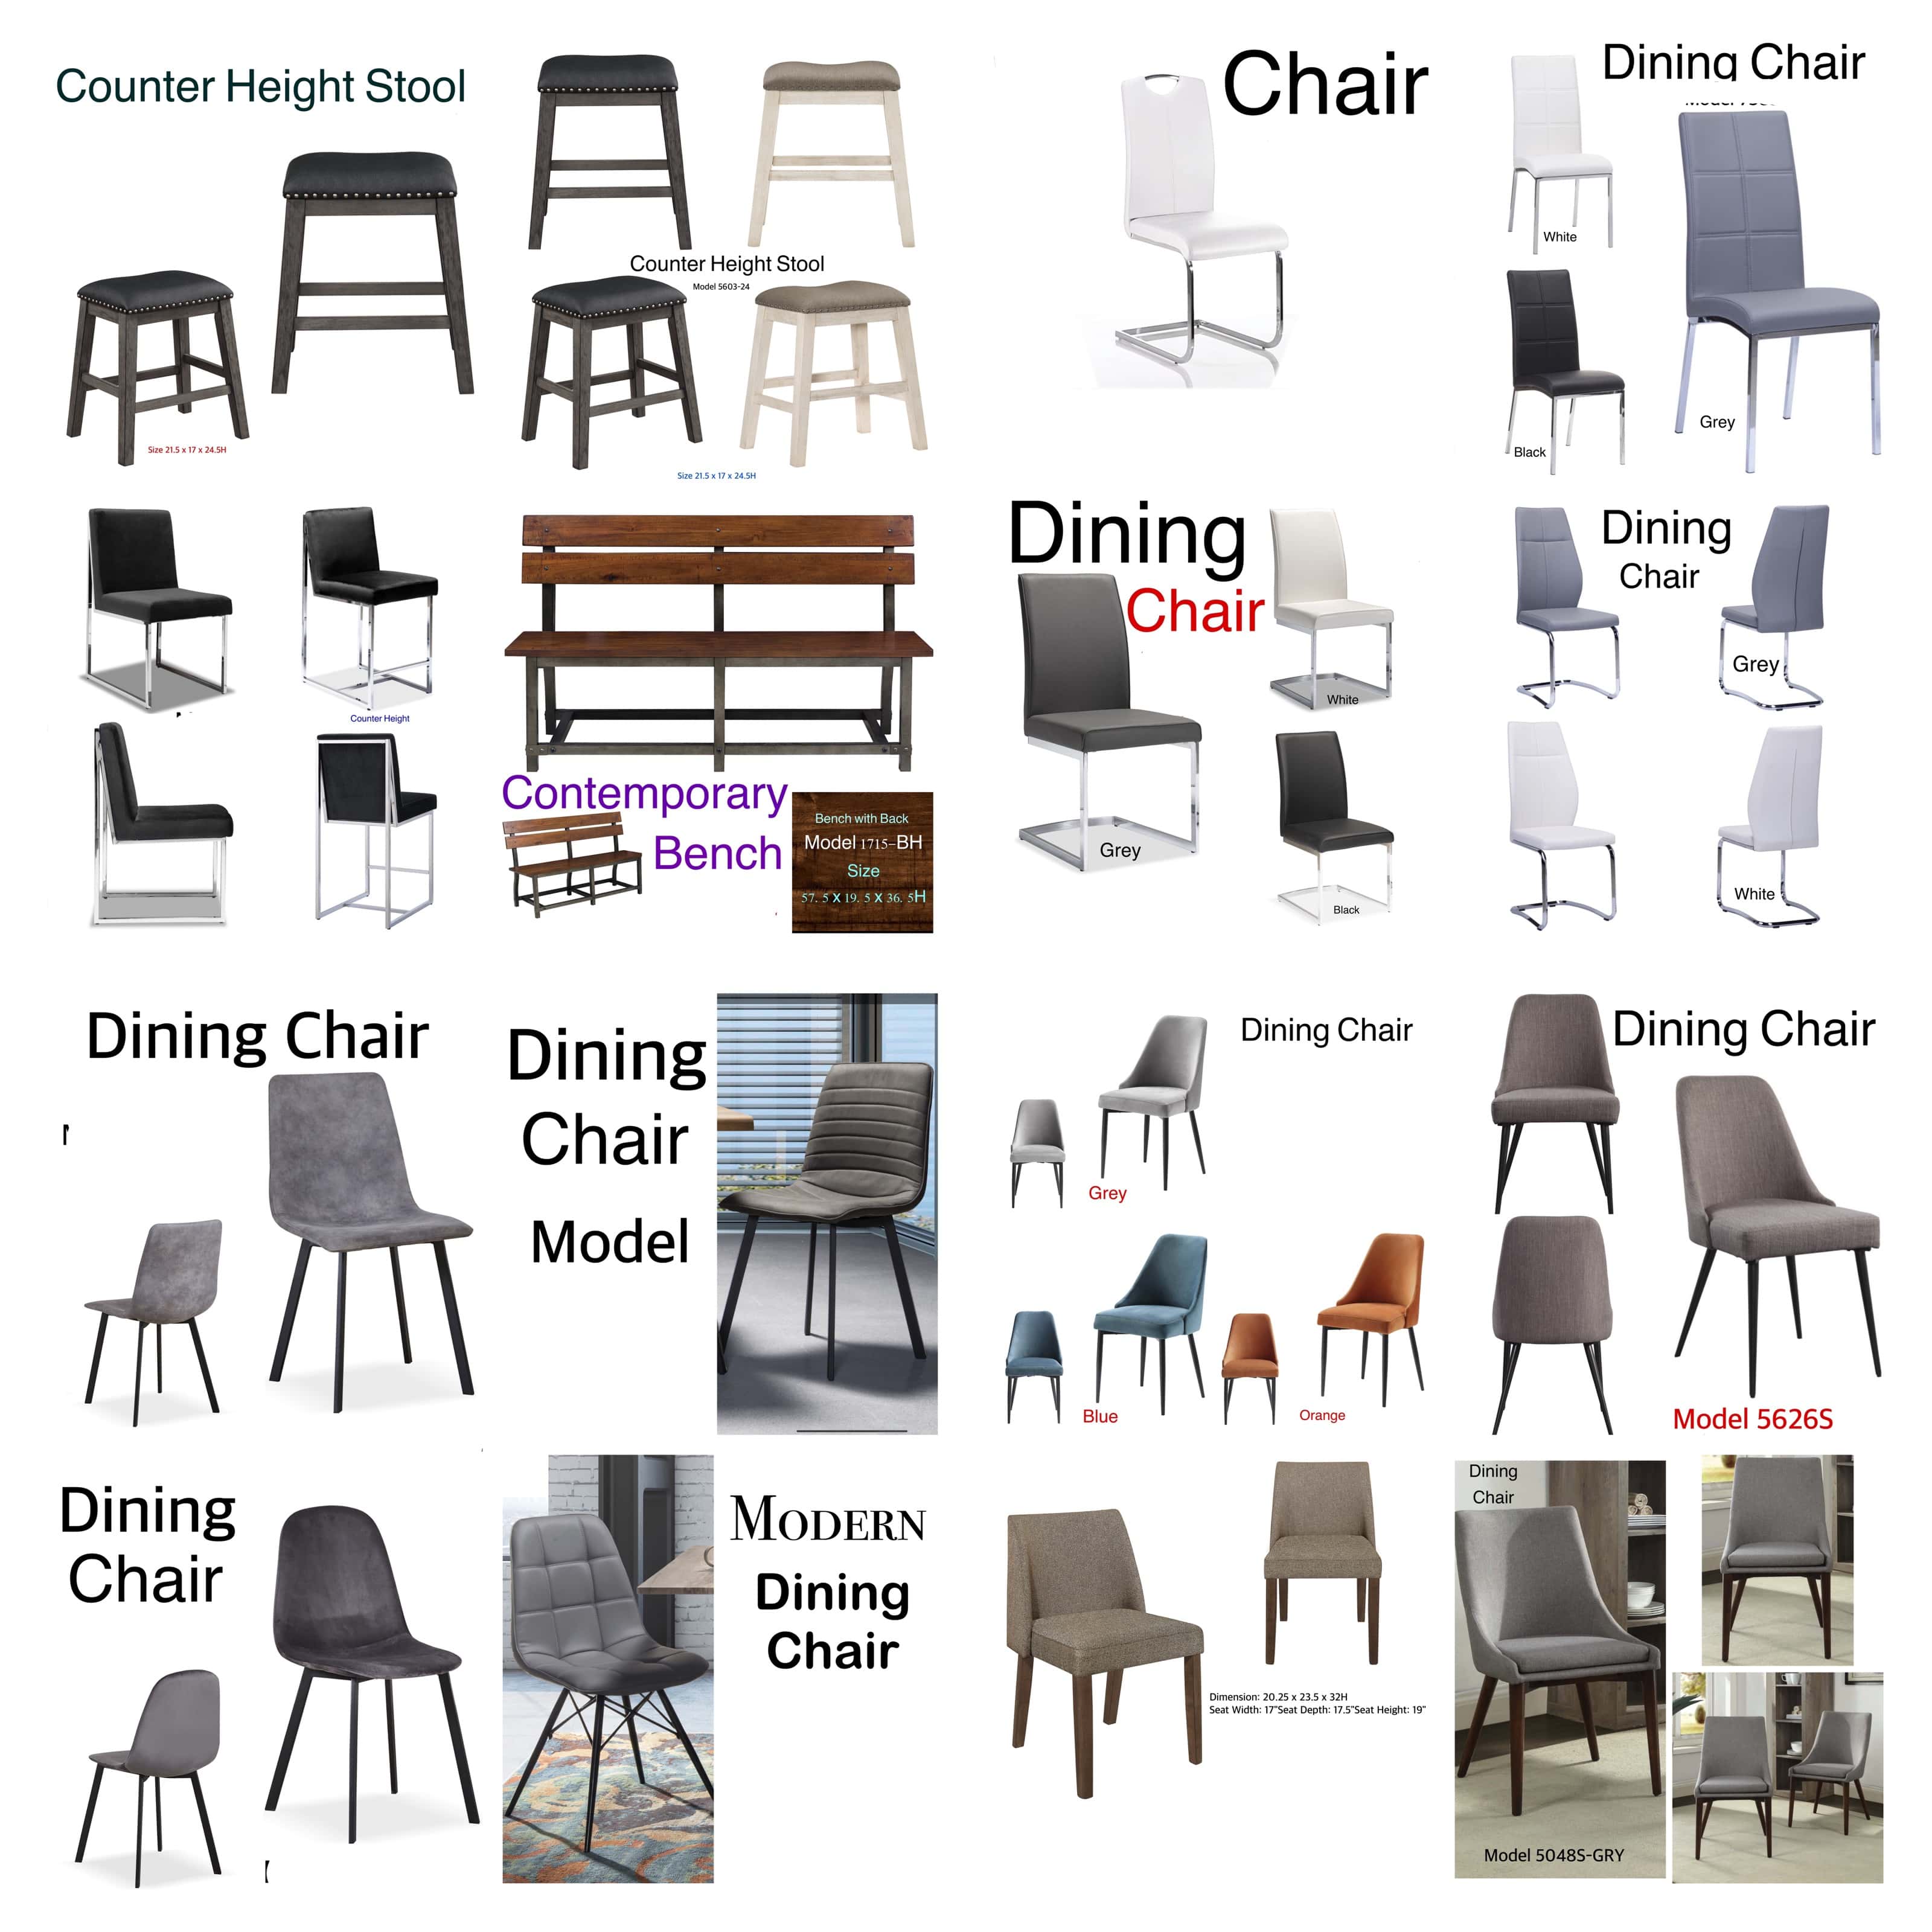 Counter Height Stool
Size 21.5 x 17 x 24.5H
Counter Height Stool
Model 5603-24
Size 21.5 x 17 x 24.5H
Chair
Dining Chair
White
Black
Grey
Counter Height
Contemporary
Bench
Bench with Back
Model 1715-BH
Size
57. 5 x 19. 5 x 36. 5H
Dining
Chair
White
Grey
Black
Dining
Chair
Grey
White
Dining Chair
Dining
Chair
Model
Dining Chair
Grey
Blue
Orange
Dining Chair
Model 5626S
Dining
Chair
MODERN
Dining
Chair
Dimension: 20.25 x 23.5 x 32H
Seat Width: 17"Seat Depth: 17.5"Seat Height: 19"
Dining
Chair
Model 5048S-GRY